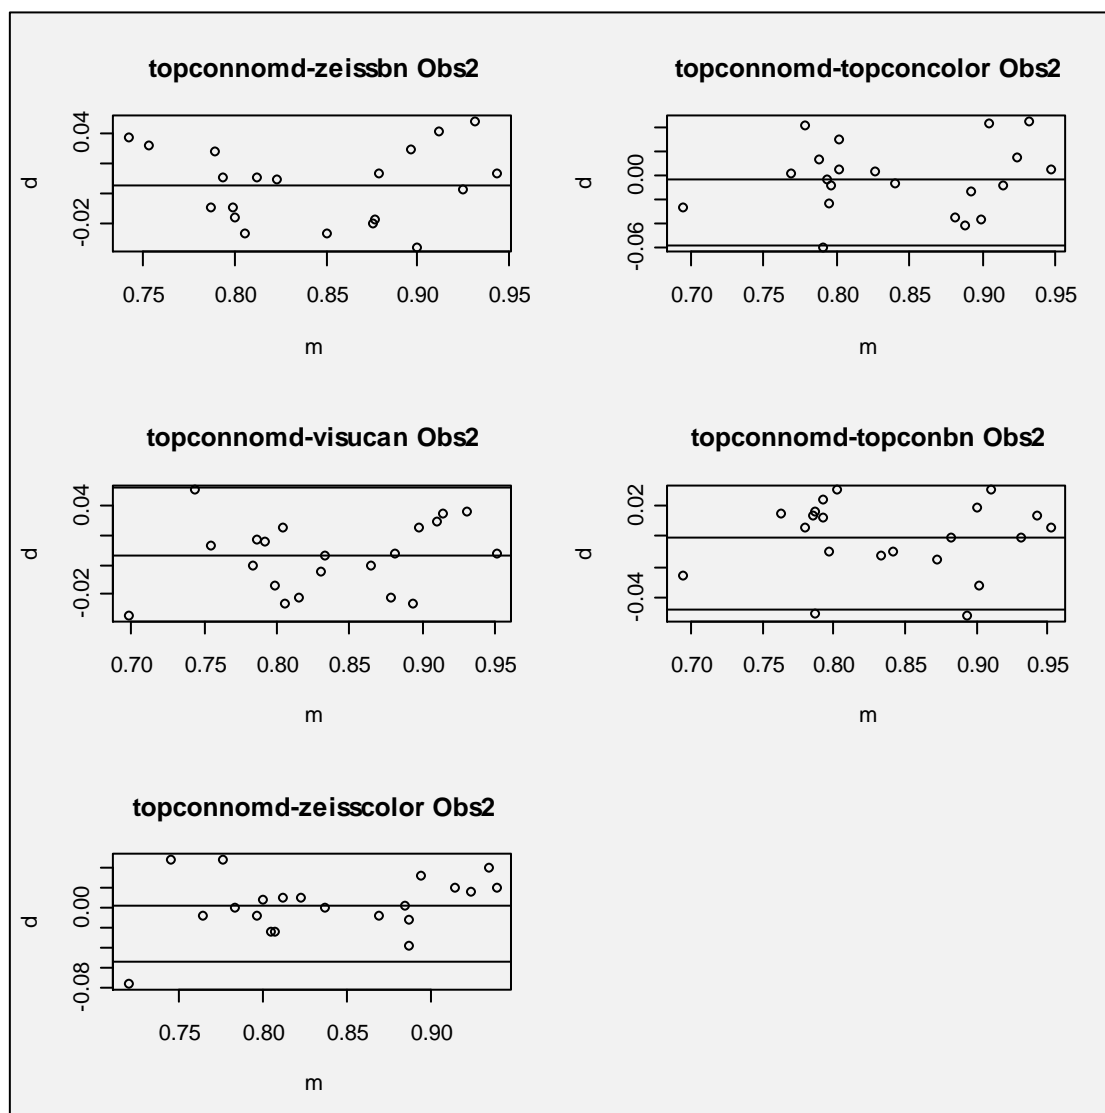 topconnomd-zeissbn Obs2
d
0.04
-0.02
0.75 0.80 0.85 0.90 0.95
m
topconnomd-topconcolor Obs2
d
0.00
-0.06
0.70 0.75 0.80 0.85 0.90 0.95
m
topconnomd-visucan Obs2
d
0.04
-0.02
0.70 0.75 0.80 0.85 0.90 0.95
m
topconnomd-topconbn Obs2
d
0.02
-0.04
0.70 0.75 0.80 0.85 0.90 0.95
m
topconnomd-zeisscolor Obs2
d
0.00
-0.08
0.75 0.80 0.85 0.90
m